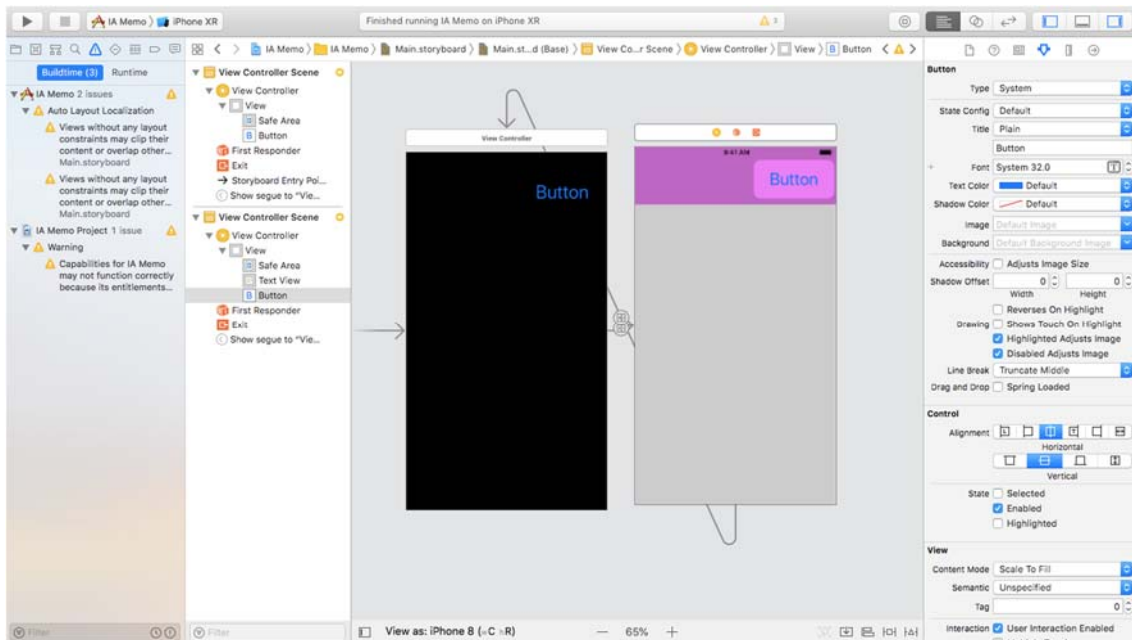 IA Memo iPhone XR
Finished running IA Memo on iPhone XR
IA Memo IA Memo Main.storyboard Main.st...d (Base) View Co...r Scene View Controller View Button
Buildtime (3) Runtime
IA Memo 2 issues
Auto Layout Localization
Views without any layout
constraints may clip their
content or overlap other...
Main.storyboard
Views without any layout
constraints may clip their
content or overlap other...
Main.storyboard
IA Memo Project 1 issue
Warning
Capabilities for IA Memo
may not function correctly
because its entitlements...
Filter
View Controller Scene
View Controller
View
Safe Area
Button
First Responder
Exit
Storyboard Entry Poi...
Show segue to "Vie...
View Controller Scene
View Controller
View
Safe Area
Text View
Button
First Responder
Exit
Show segue to "Vie...
Filter
View Controller
Button
9:41 AM
Button
View as: iPhone 8 (wC hR)
65%
Button
Type System
State Config Default
Title Plain
Button
Font System 32.0
Text Color Default
Shadow Color Default
Image Default Image
Background Default Background Image
Accessibility Adjusts Image Size
Shadow Offset 0 0
Width Height
Reverses On Highlight
Drawing Shows Touch On Highlight
Highlighted Adjusts Image
Disabled Adjusts Image
Line Break Truncate Middle
Drag and Drop Spring Loaded
Control
Alignment
Horizontal
Vertical
State Selected
Enabled
Highlighted
View
Content Mode Scale To Fill
Semantic Unspecified
Tag 0
Interaction User Interaction Enabled